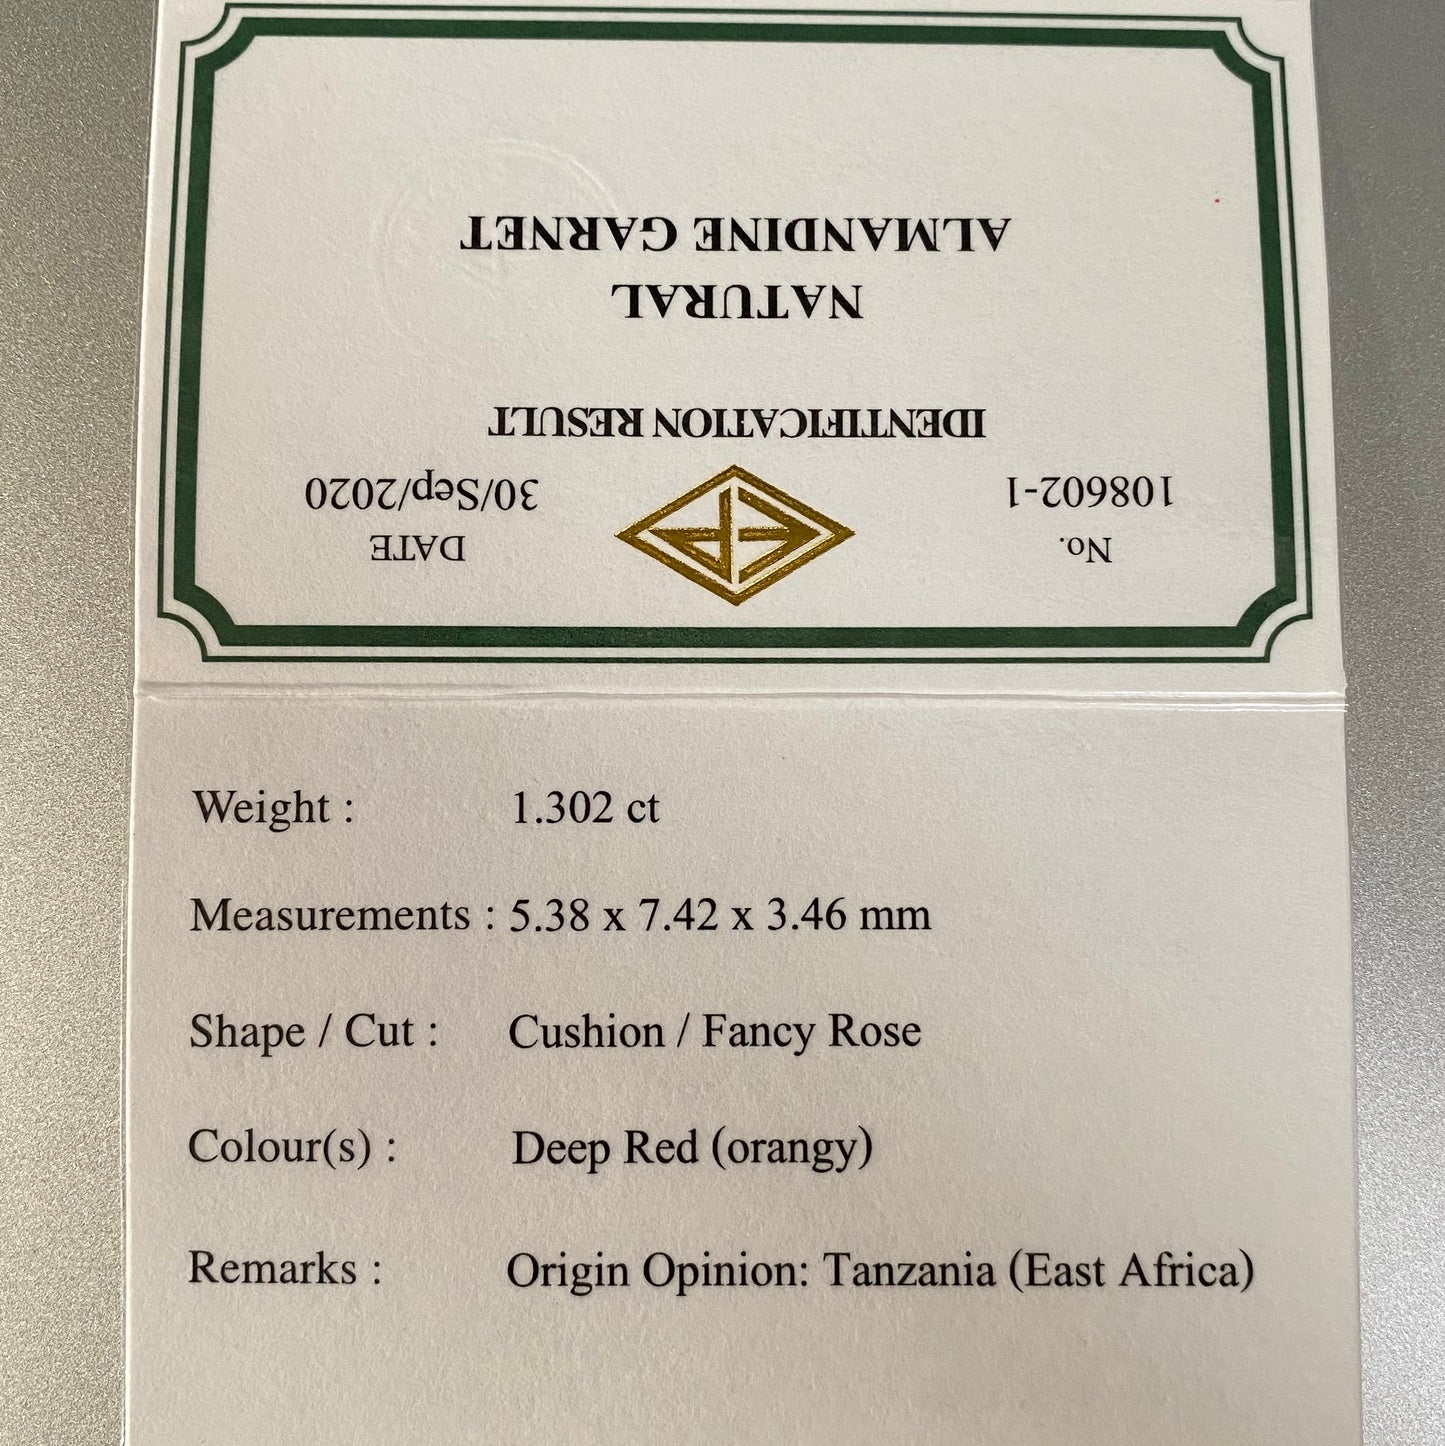 No.
108602-1
DATE
30/Sep/2020
IDENTIFICATION RESULT
NATURAL
ALMANDINE GARNET
Weight : 1.302 ct
Measurements : 5.38 x 7.42 x 3.46 mm
Shape / Cut : Cushion / Fancy Rose
Colour(s) : Deep Red (orangy)
Remarks : Origin Opinion: Tanzania (East Africa)